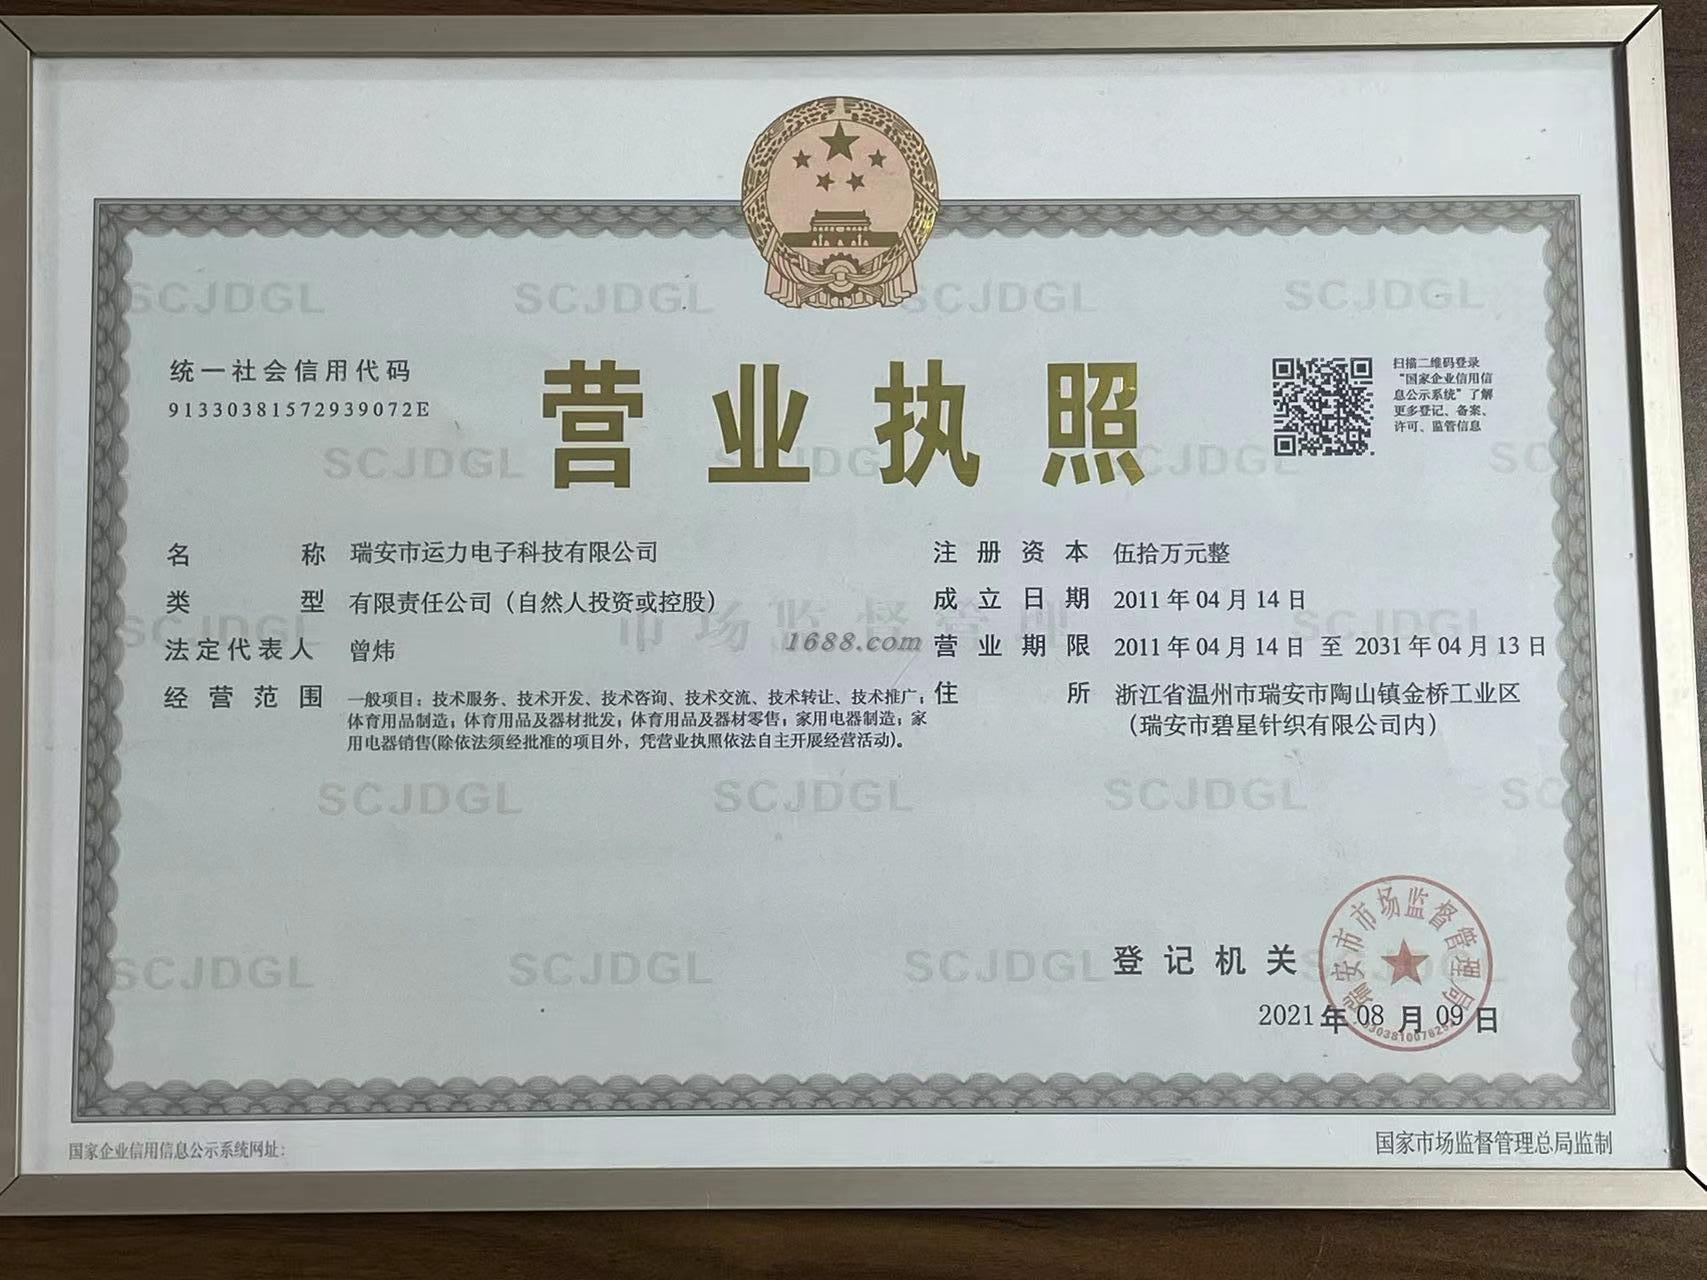 统一社会信用代码
91330381572939072E
营业执照
扫描二维码登录
“国家企业信用信
息公示系统”了解
更多登记、备案、
许可、监管信息
名称 瑞安市运力电子科技有限公司
类型 有限责任公司（自然人投资或控股）
法定代表人 曾炜
经营范围 一般项目：技术服务、技术开发、技术咨询、技术交流、技术转让、技术推广；
体育用品制造；体育用品及器材批发；体育用品及器材零售；家用电器制造；家
用电器销售(除依法须经批准的项目外，凭营业执照依法自主开展经营活动)。
注册资本 伍拾万元整
成立日期 2011年04月14日
营业期限 2011年04月14日 至 2031年04月13日
住所 浙江省温州市瑞安市陶山镇金桥工业区
（瑞安市碧星针织有限公司内）
1688.com
市场监督管理
SCJDGL SCJDGL SCJDGL SCJDGL
登记机关
瑞安市市场监督管理局
2021年08月09日
国家企业信用信息公示系统网址：
国家市场监督管理总局监制